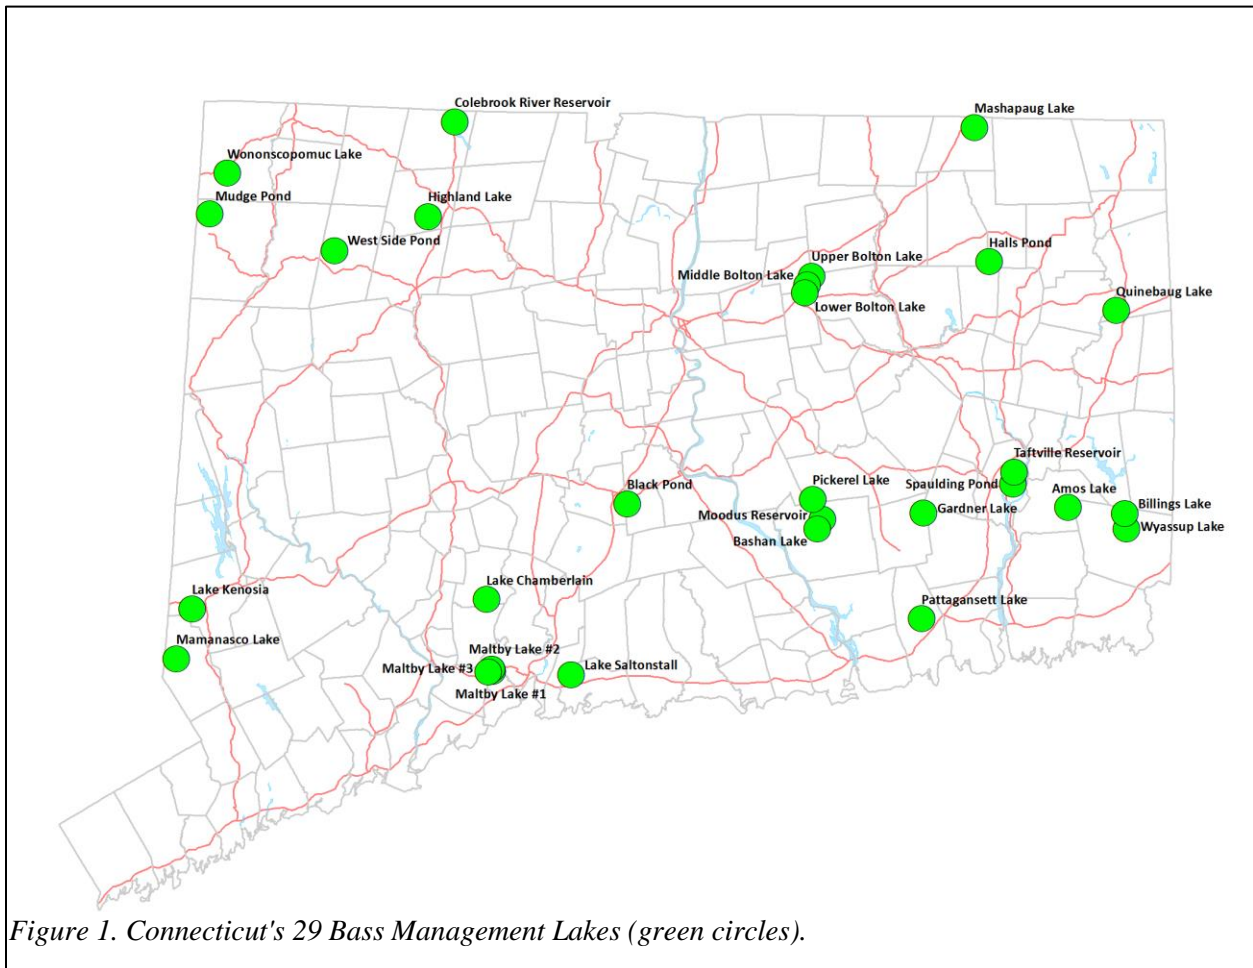 Colebrook River Reservoir
Mashapaug Lake
Wononscopomuc Lake
Mudge Pond
Highland Lake
West Side Pond
Halls Pond
Upper Bolton Lake
Middle Bolton Lake
Quinebaug Lake
Lower Bolton Lake
Taftville Reservoir
Pickerel Lake
Black Pond
Spaulding Pond
Amos Lake
Billings Lake
Gardner Lake
Moodus Reservoir
Wyassup Lake
Bashan Lake
Lake Chamberlain
Lake Kenosia
Pattagansett Lake
Mamanasco Lake
Maltby Lake #2
Maltby Lake #3
Lake Saltonstall
Maltby Lake #1
Figure 1. Connecticut's 29 Bass Management Lakes (green circles).